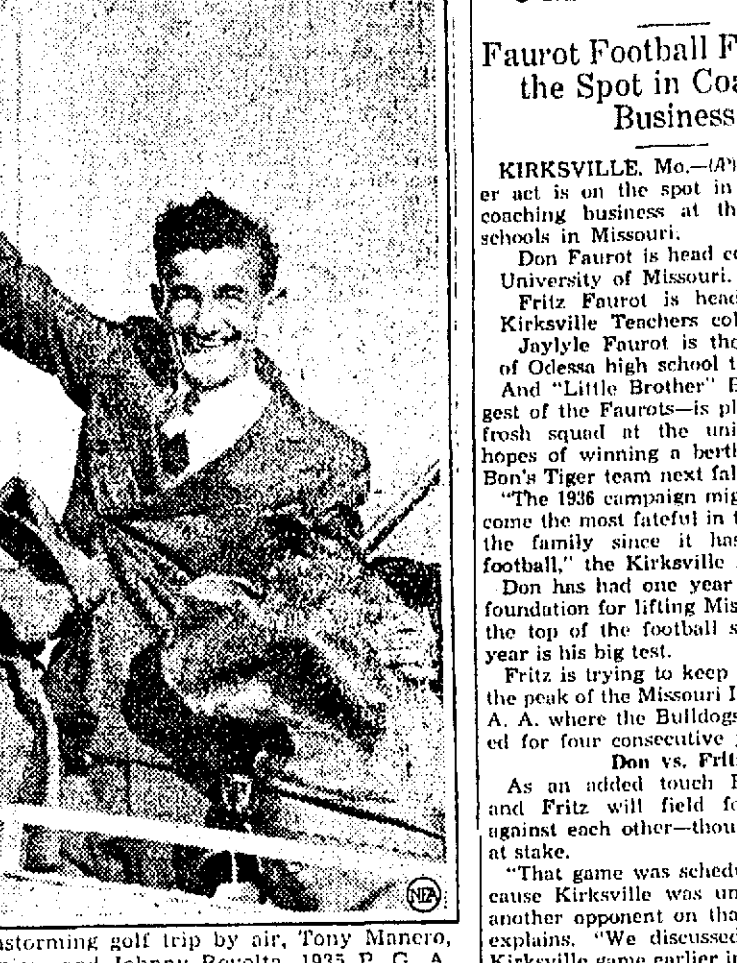 NEA
storming golf trip by air, Tony Manero,
and Johnny Revolta, 1935 P. G. A.
Faurot Football F
the Spot in Coa
Business
KIRKSVILLE, Mo.—(AP)
er act is on the spot in
coaching business at th
schools in Missouri.
Don Faurot is head co
University of Missouri.
Fritz Faurot is head
Kirksville Teachers col
Jaylyle Faurot is the
of Odessa high school t
And "Little Brother"
gest of the Faurots—is pl
frosh squad at the uni
hopes of winning a berth
Bon's Tiger team next fal
"The 1936 campaign mig
come the most fateful in t
the family since it has
football," the Kirksville
Don has had one year
foundation for lifting Mis
the top of the football s
year is his big test.
Fritz is trying to keep
the peak of the Missouri I
A. A. where the Bulldogs
ed for four consecutive
Don vs. Frit
As an added touch
and Fritz will field fo
against each other—thou
at stake.
"That game was schedu
cause Kirksville was un
another opponent on tha
explains. "We discussed
Kirksville game earlier in